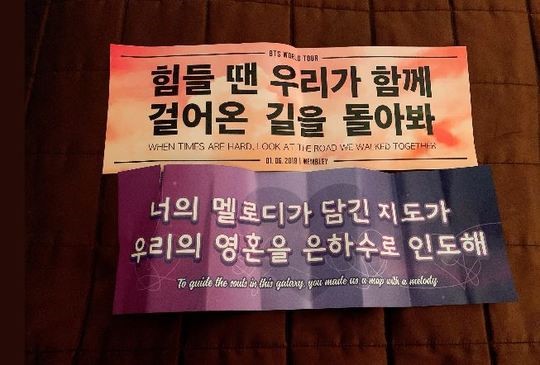 BTS WORLD TOUR
힘들 땐 우리가 함께
걸어온 길을 돌아봐
WHEN TIMES ARE HARD, LOOK AT THE ROAD WE WALKED TOGETHER
01. 06. 2019 | WEMBLEY
너의 멜로디가 담긴 지도가
우리의 영혼을 은하수로 인도해
To guide the souls in this galaxy, you made us a map with a melody